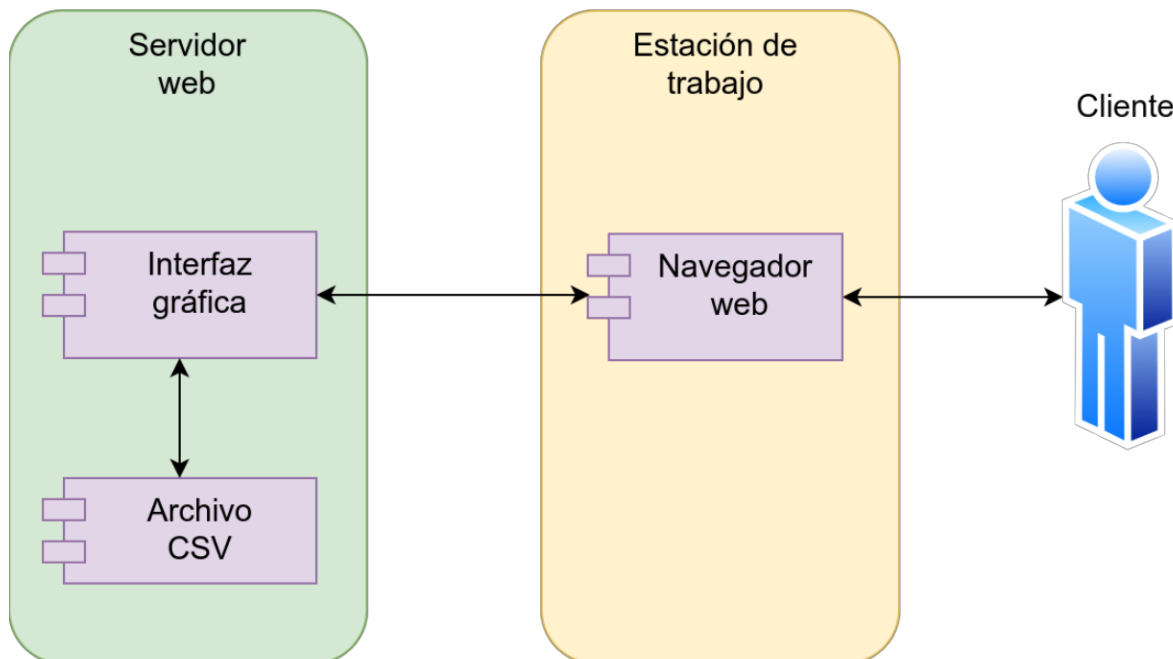 Servidor
web
Estación de
trabajo
Cliente
Interfaz
gráfica
Navegador
web
Archivo
CSV